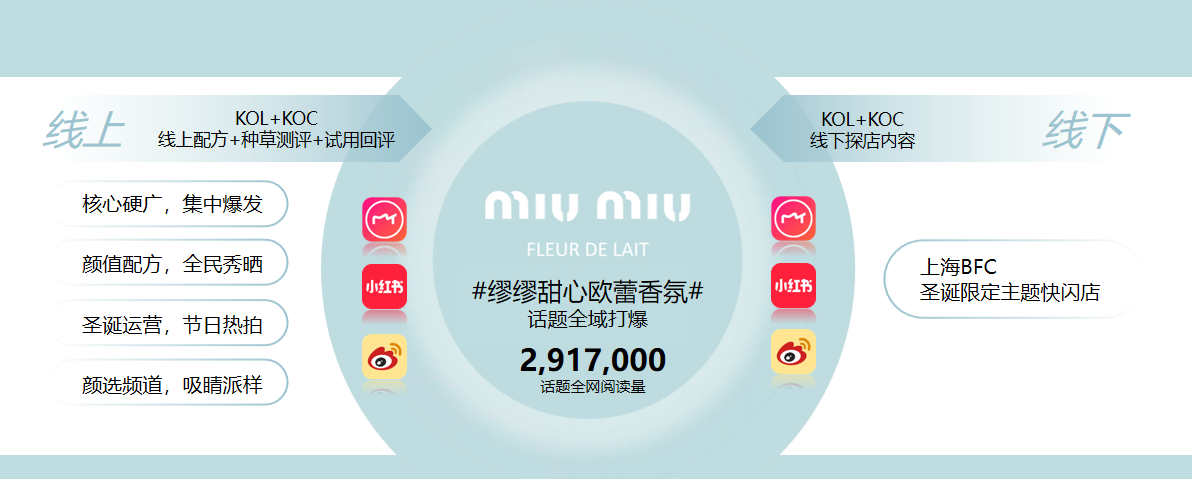 线上
KOL+KOC
线上配方+种草测评+试用回评
核心硬广，集中爆发
颜值配方，全民秀晒
圣诞运营，节日热拍
颜选频道，吸睛派样
小红书
miu miu
FLEUR DE LAIT
#缪缪甜心欧蕾香氛#
话题全域打爆
2,917,000
话题全网阅读量
小红书
KOL+KOC
线下探店内容
线下
上海BFC
圣诞限定主题快闪店